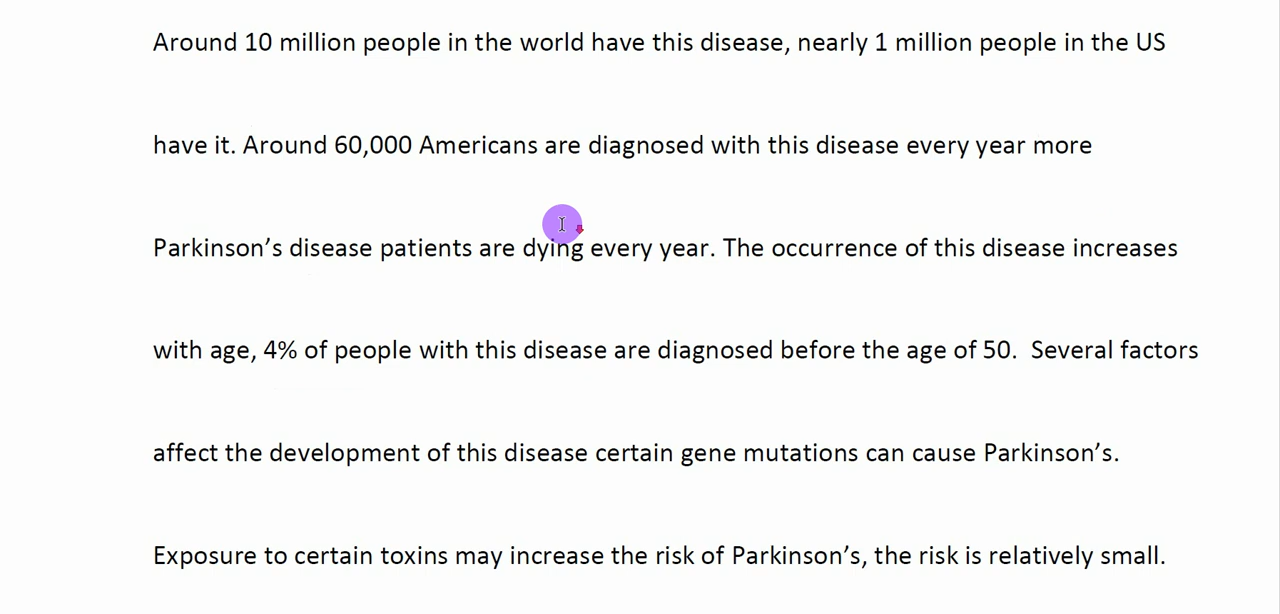 Around 10 million people in the world have this disease, nearly 1 million people in the US
have it. Around 60,000 Americans are diagnosed with this disease every year more
Parkinson’s disease patients are dying every year. The occurrence of this disease increases
with age, 4% of people with this disease are diagnosed before the age of 50.  Several factors
affect the development of this disease certain gene mutations can cause Parkinson’s.
Exposure to certain toxins may increase the risk of Parkinson’s, the risk is relatively small.